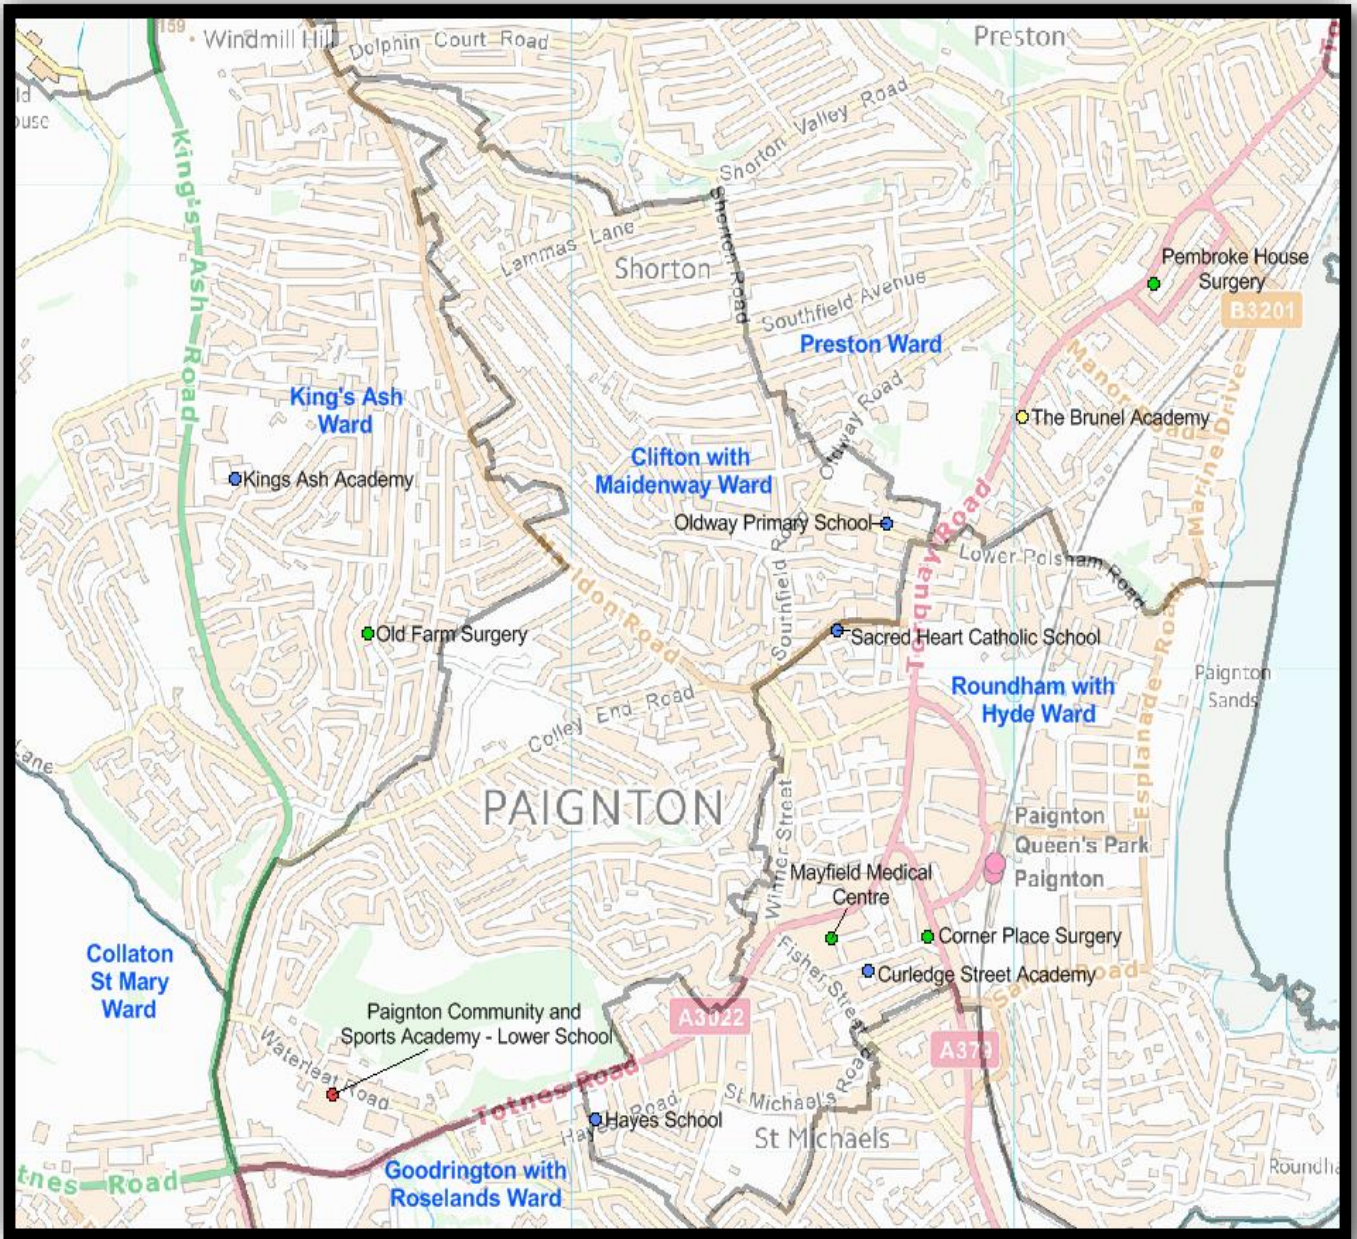 159
Windmill Hill
Dolphin Court Road
Preston
Shorton Valley Road
King's Ash Road
Shorton Road
Lammas Lane
Shorton
Pembroke House
Surgery
Southfield Avenue
B3201
Preston Ward
Manor Road
Marine Drive
King's Ash
Ward
Oldway Road
The Brunel Academy
Clifton with
Maidenway Ward
Kings Ash Academy
Oldway Primary School
Torquay Road
Lower Polsham Road
Southfield Road
Old Farm Surgery
Sacred Heart Catholic School
Paignton
Sands
Roundham with
Hyde Ward
Colley End Road
Esplanade Road
Lane
PAIGNTON
Winner Street
Paignton
Queen's Park
Paignton
Mayfield Medical
Centre
Corner Place Surgery
Collaton
St Mary
Ward
Fisher Street
Curledge Street Academy
Paignton Community and
Sports Academy - Lower School
A3022
A379
Waterleat Road
Totnes Road
St Michael's Road
Hayes School
St Michaels
Goodrington with
Roselands Ward
tnes Road
Roundha